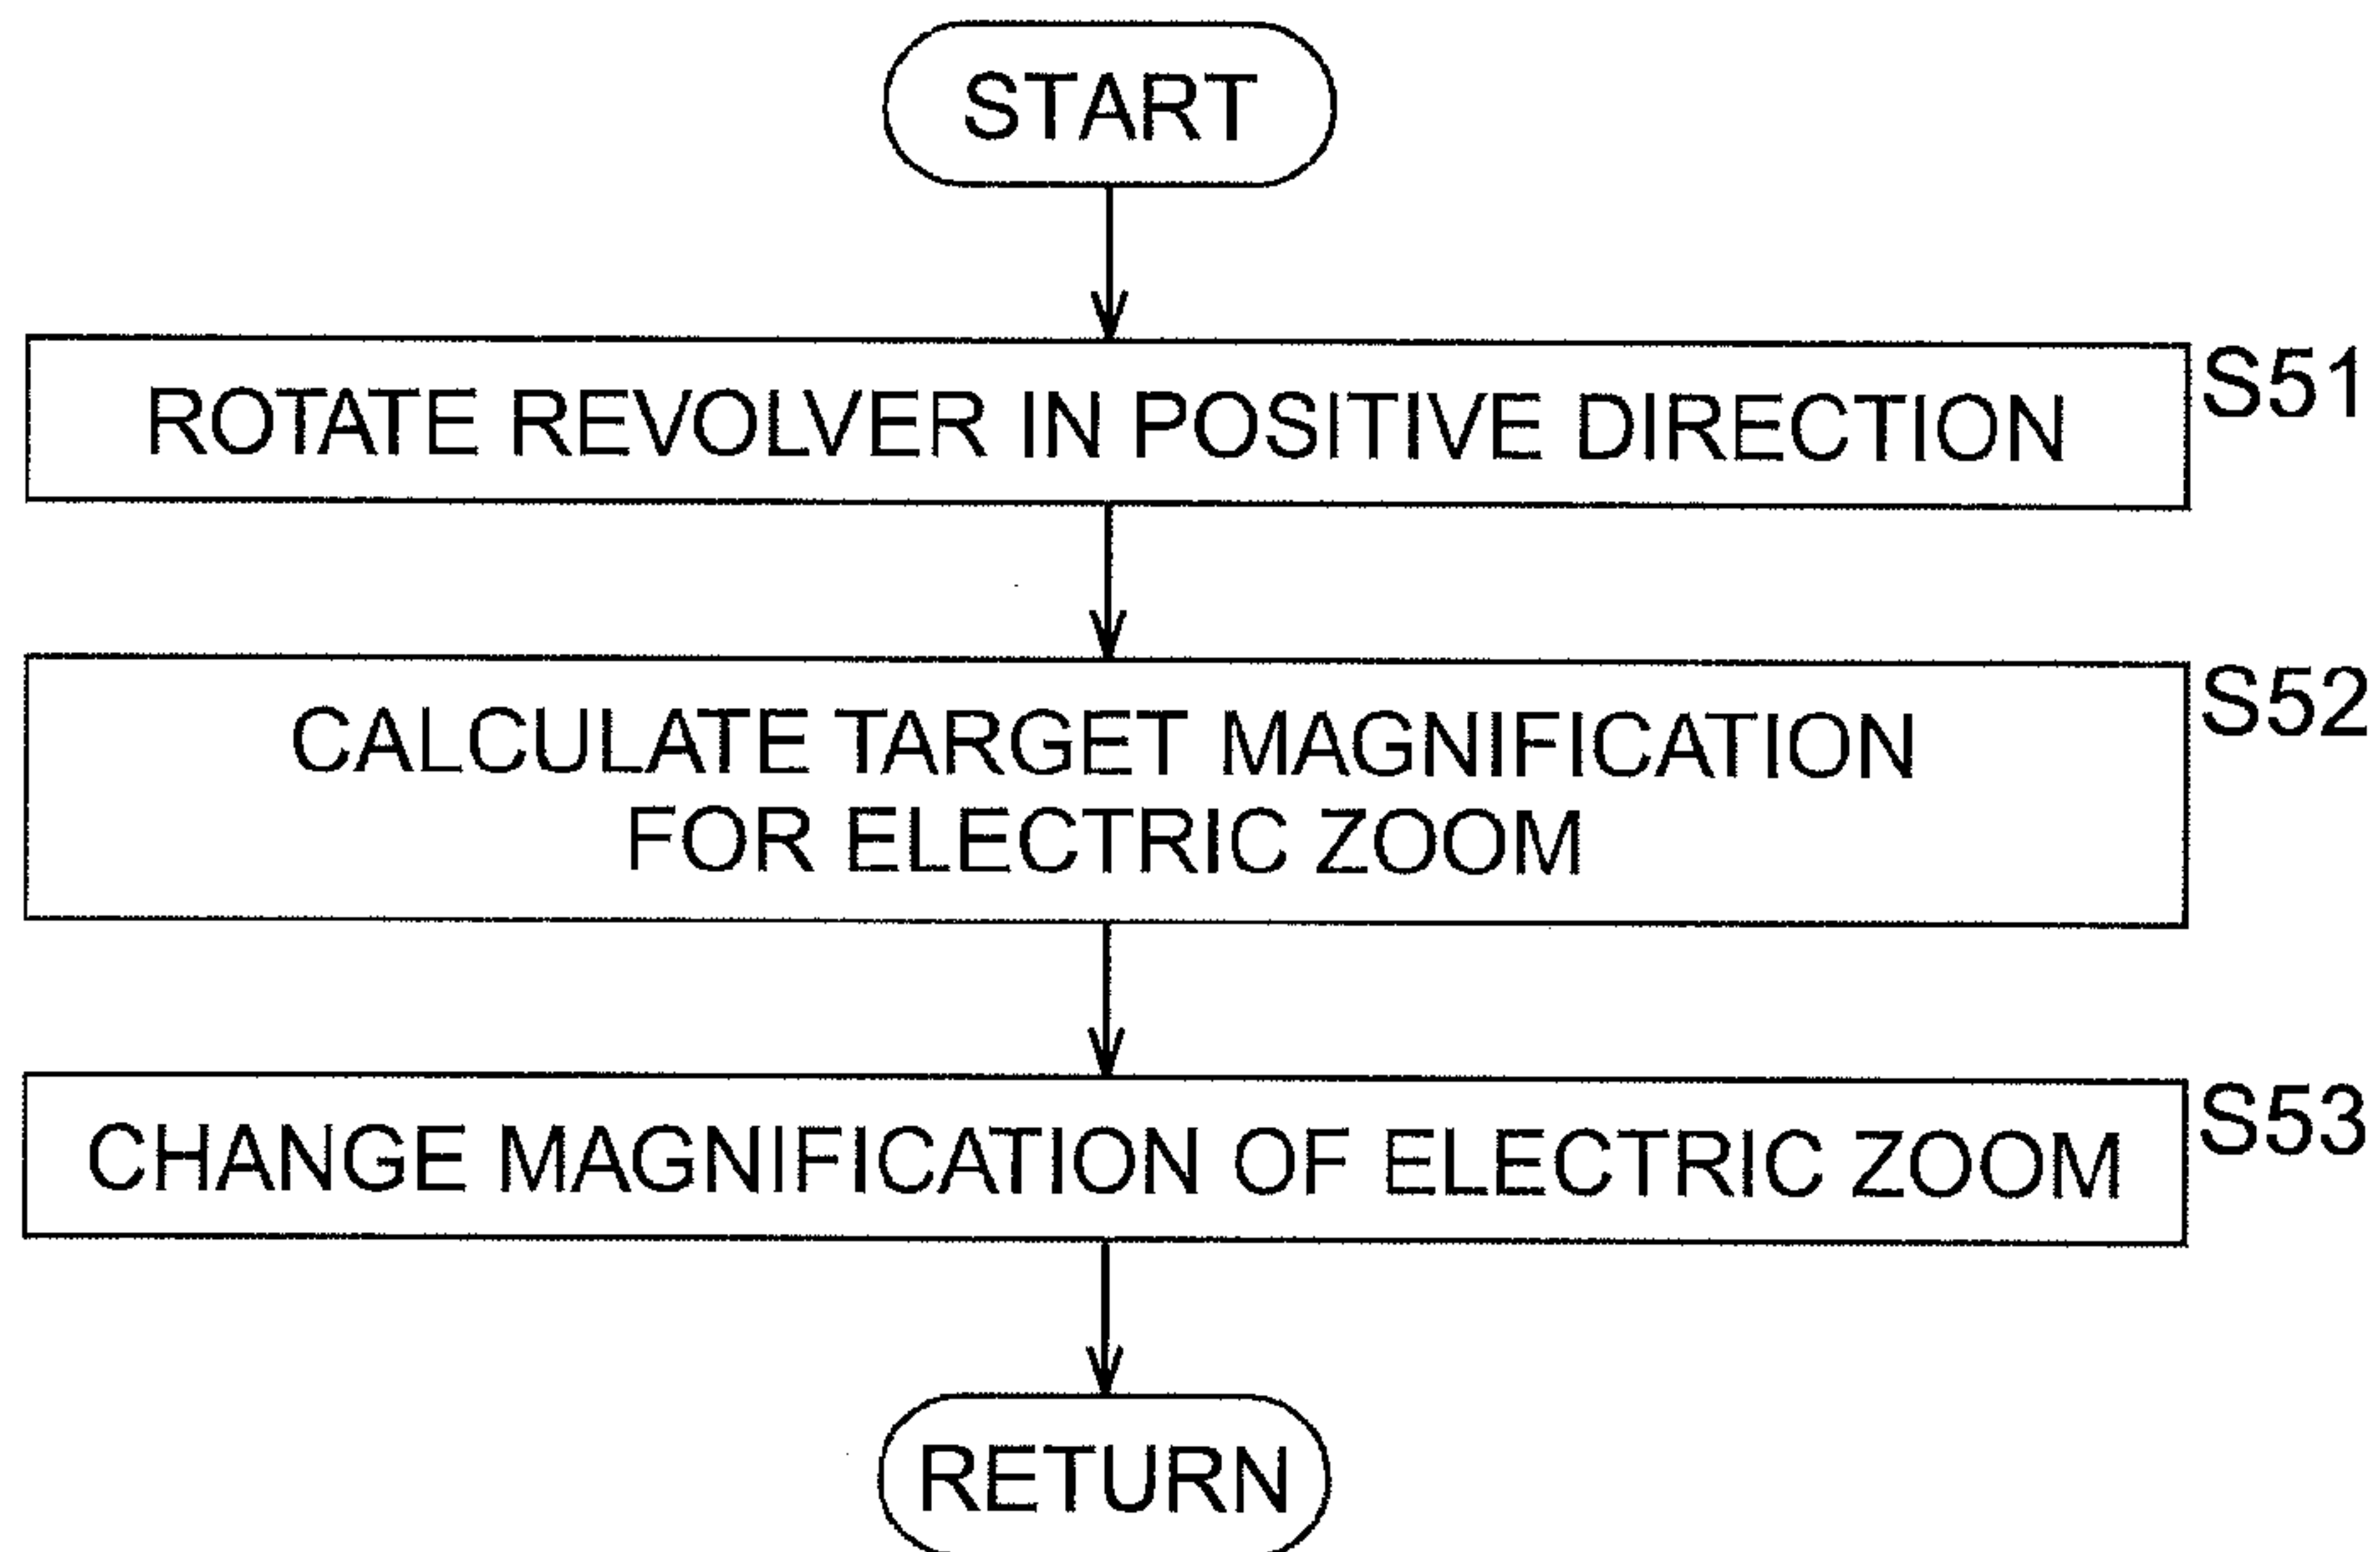 START
ROTATE REVOLVER IN POSITIVE DIRECTION
S51
CALCULATE TARGET MAGNIFICATION
FOR ELECTRIC ZOOM
S52
CHANGE MAGNIFICATION OF ELECTRIC ZOOM
S53
RETURN